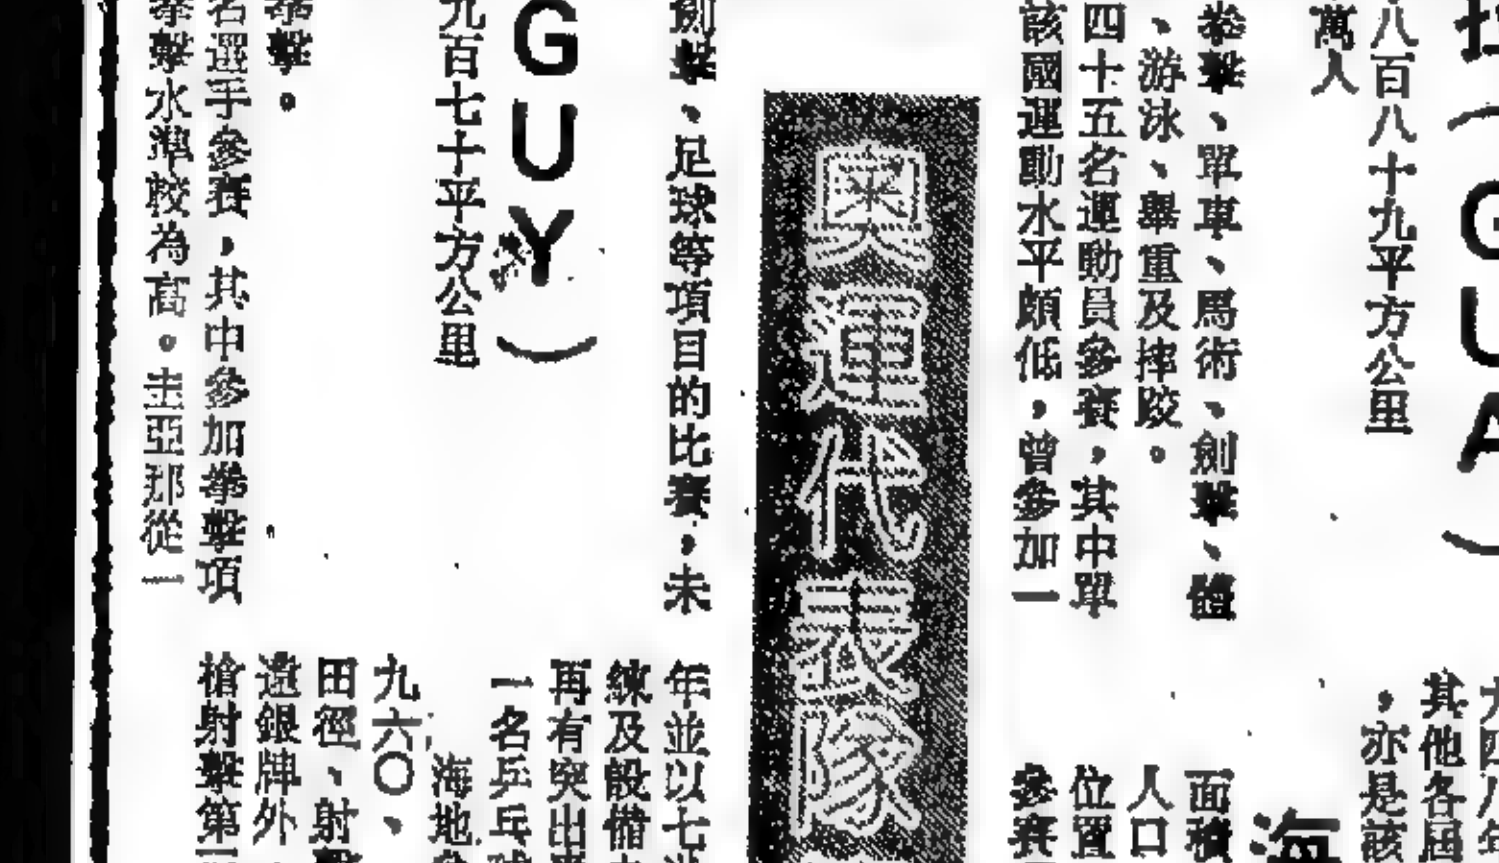 ︵GUA︶
八百八十九平方公里
萬人
拳擊、單車、馬術、劍擊、體
、游泳、舉重及摔跤。
四十五名運動員參賽,其中單
該國運動水平頗低,曾參加一
奧運代表隊
劍擊、足球等項目的比賽,未
GUY︶
九百七十平方公里
拳擊。
名選手參賽,其中參加拳擊項
拳擊水準較為高。圭亞那從一
四八年
其他各屆
,亦是該
海
面積
人口
位置
參賽
年並以七
練及設備
再有突出
一名乒乓
海地
九六〇、
田徑、射擊
遠銀牌外
槍射擊第